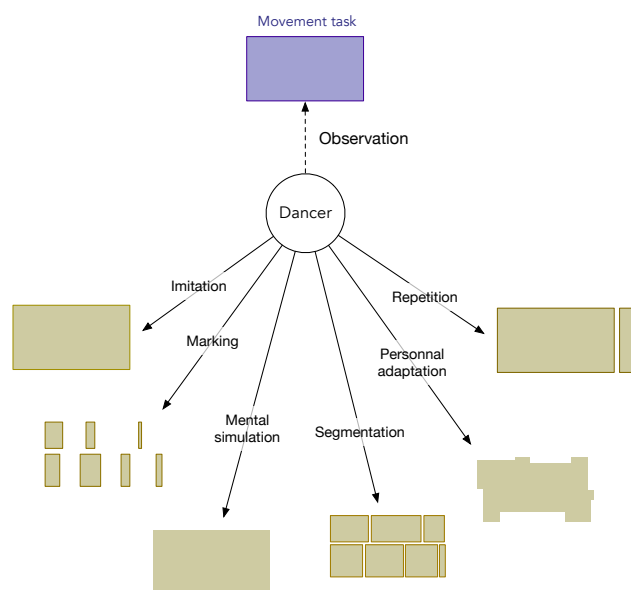 Movement task
Observation
Dancer
Imitation
Repetition
Marking
Personnal
adaptation
Mental
simulation
Segmentation